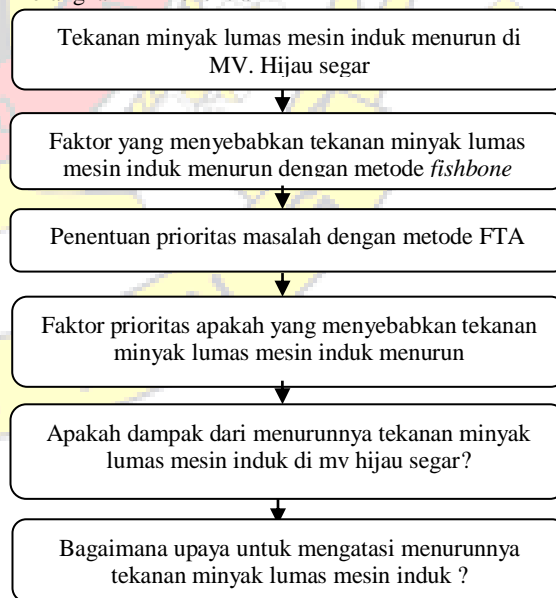 Tekanan minyak lumas mesin induk menurun di
MV. Hijau segar
Faktor yang menyebabkan tekanan minyak lumas
mesin induk menurun dengan metode fishbone
Penentuan prioritas masalah dengan metode FTA
Faktor prioritas apakah yang menyebabkan tekanan
minyak lumas mesin induk menurun
Apakah dampak dari menurunnya tekanan minyak
lumas mesin induk di mv hijau segar?
Bagaimana upaya untuk mengatasi menurunnya
tekanan minyak lumas mesin induk ?